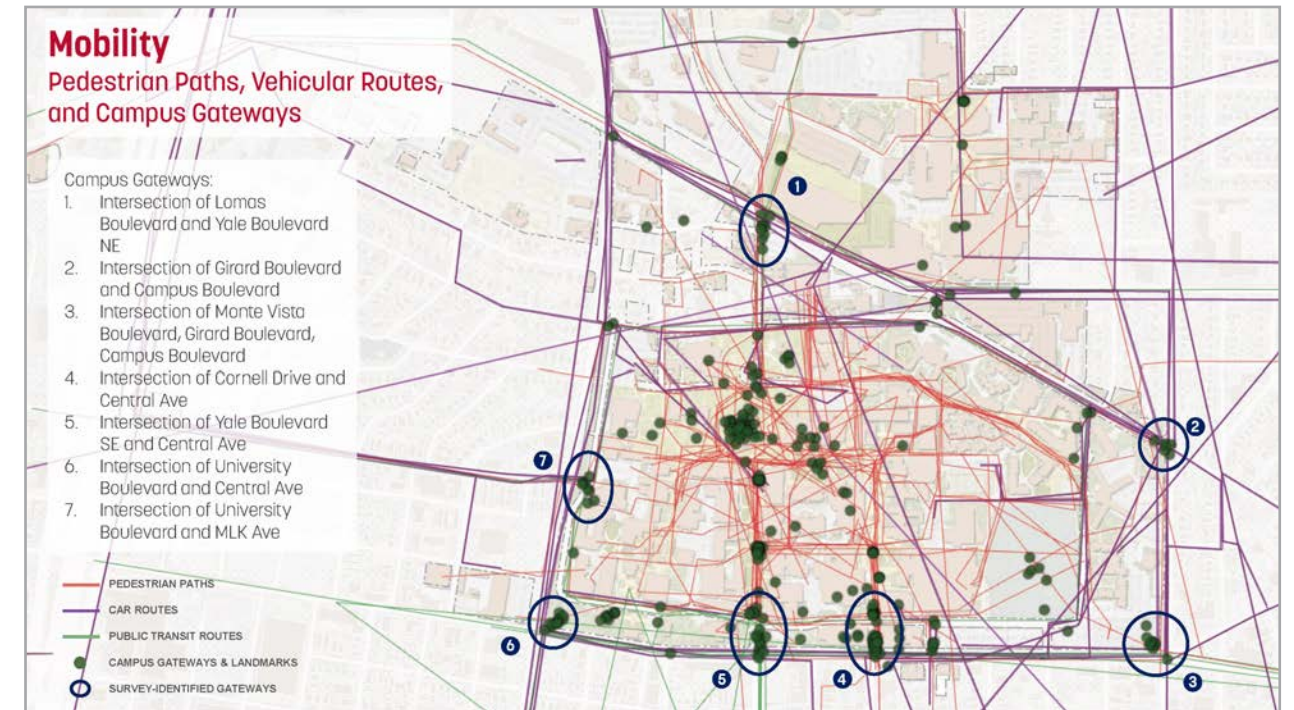 Mobility
Pedestrian Paths, Vehicular Routes,
and Campus Gateways
Campus Gateways:
1. Intersection of Lomas
Boulevard and Yale Boulevard
NE
2. Intersection of Girard Boulevard
and Campus Boulevard
3. Intersection of Monte Vista
Boulevard, Girard Boulevard,
Campus Boulevard
4. Intersection of Cornell Drive and
Central Ave
5. Intersection of Yale Boulevard
SE and Central Ave
6. Intersection of University
Boulevard and Central Ave
7. Intersection of University
Boulevard and MLK Ave
PEDESTRIAN PATHS
CAR ROUTES
PUBLIC TRANSIT ROUTES
CAMPUS GATEWAYS & LANDMARKS
SURVEY-IDENTIFIED GATEWAYS
1
2
7
6
5
4
3